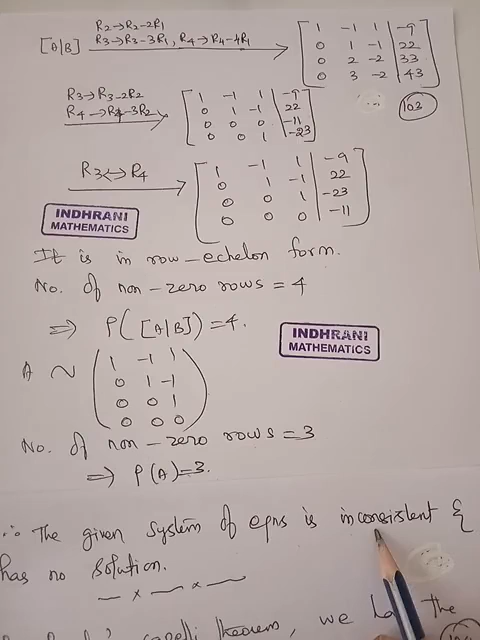 [A|B] R2→R2-2R1
R3→R3-3R1, R4→R4-4R1
1 -1 1 | -9
0 1 -1 | 22
0 2 -2 | 33
0 3 -2 | 43
103
R3→R3-2R2
R4→R4-3R2
1 -1 1 | -9
0 1 -1 | 22
0 0 0 | -11
0 0 1 | -23
R3↔R4
1 -1 1 | -9
0 1 -1 | 22
0 0 1 | -23
0 0 0 | -11
INDHRANI
MATHEMATICS
It is in row-echelon form.
No. of non-zero rows = 4
⇒ ρ([A|B]) = 4.
INDHRANI
MATHEMATICS
A ~
1 -1 1
0 1 -1
0 0 1
0 0 0
No. of non-zero rows = 3
⇒ ρ(A) = 3.
∴ The given system of eqns is inconsistent &
has no solution.
— x — x —
theorem, we the